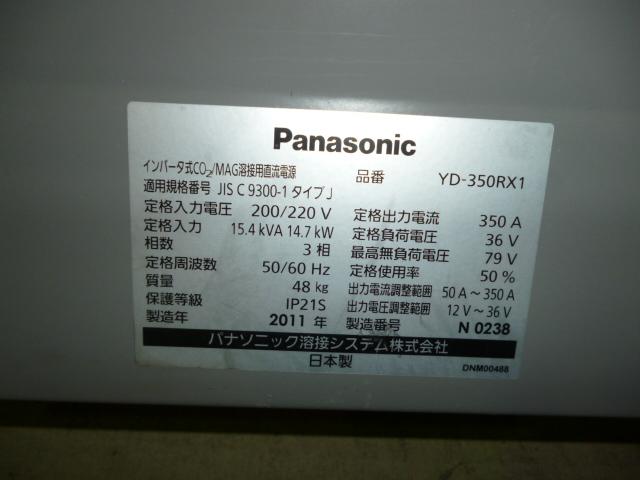 Panasonic
インバータ式CO₂/MAG溶接用直流電源 品番 YD-350RX1
適用規格番号 JIS C 9300-1 タイプJ
定格入力電圧 200/220 V 定格出力電流 350 A
定格入力 15.4 kVA 14.7 kW 定格負荷電圧 36 V
相数 3 相 最高無負荷電圧 79 V
定格周波数 50/60 Hz 定格使用率 50 %
質量 48 kg 出力電流調整範囲 50 A～350 A
保護等級 IP21S 出力電圧調整範囲 12 V～36 V
製造年 2011 年 製造番号 N 0238
パナソニック溶接システム株式会社
日本製 DNM00488